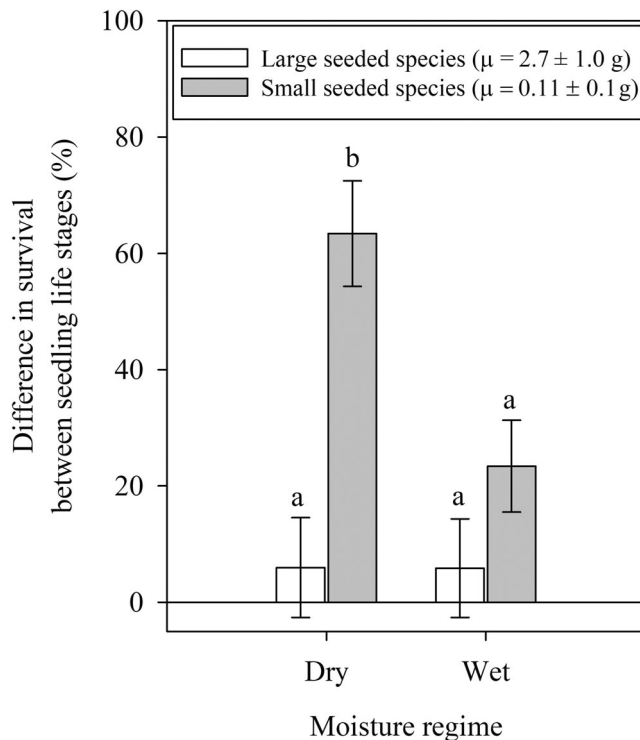 100
Large seeded species (μ = 2.7 ± 1.0 g)
Small seeded species (μ = 0.11 ± 0.1 g)
80
60
40
20
0
Difference in survival
between seedling life stages (%)
a
b
a
a
Dry
Wet
Moisture regime